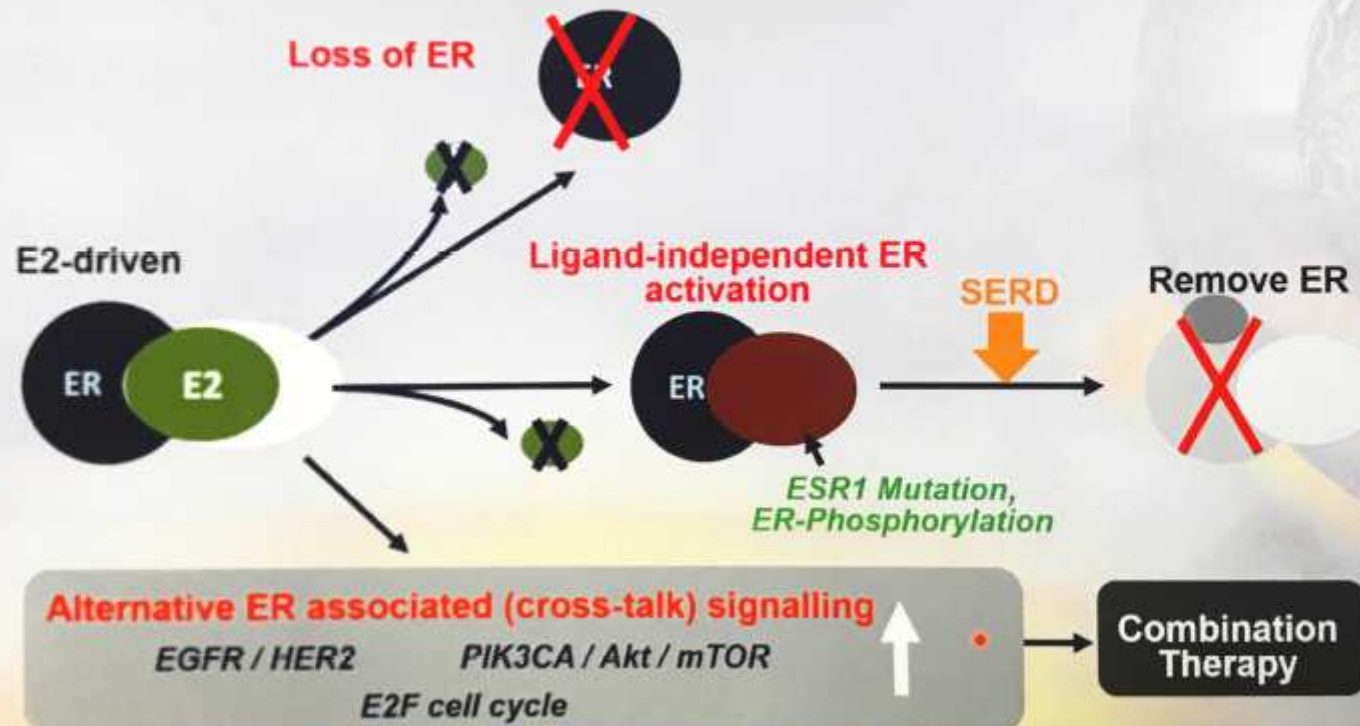 Loss of ER
ER
E2-driven
ER
E2
Ligand-independent ER
activation
ER
SERD
Remove ER
ESR1 Mutation,
ER-Phosphorylation
Alternative ER associated (cross-talk) signalling
EGFR / HER2
PIK3CA / Akt / mTOR
E2F cell cycle
Combination
Therapy